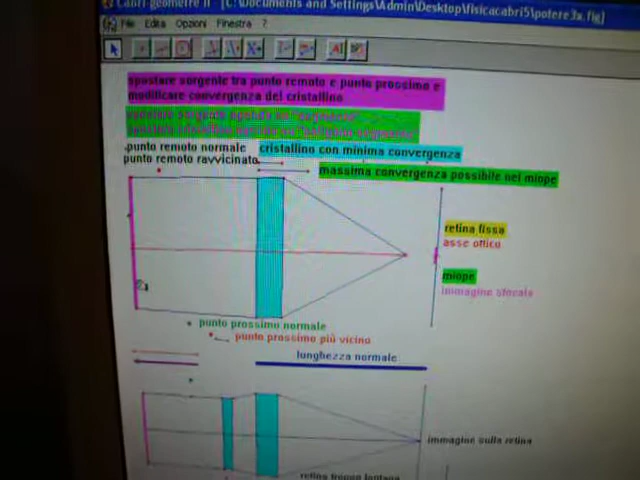 Cabri-géomètre II - [C:\Documents and Settings\Admin\Desktop\fisicacabri5\potere3x.fig]
File Edita Opzioni Finestra ?
spostare sorgente tra punto remoto e punto prossimo e
modificare convergenza del cristallino
punto remoto normale
cristallino con minima convergenza
punto remoto ravvicinato
massima convergenza possibile nel miope
retina fissa
asse ottico
miope
immagine sfocata
punto prossimo normale
punto prossimo più vicino
lunghezza normale
immagine sulla retina
retina troppo lontana